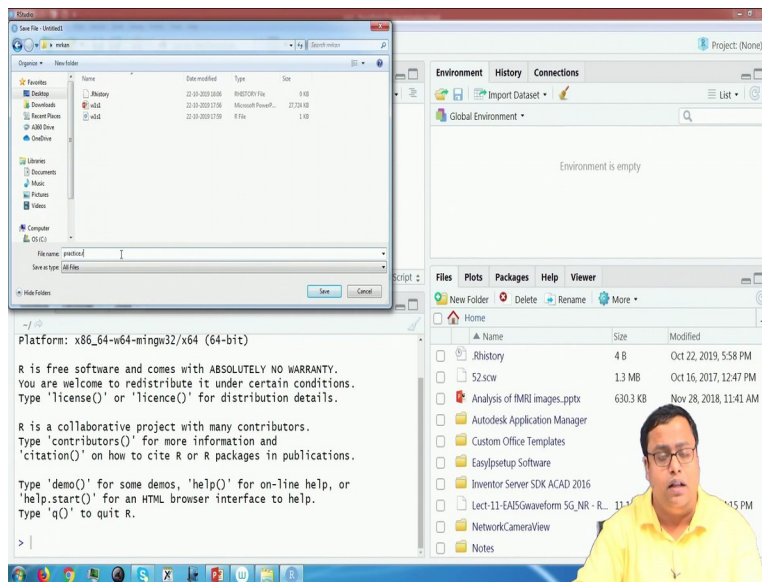 RStudio
Save File - Untitled1
mrkan
Search mrkan
Organize
New folder
Favorites
Desktop
Downloads
Recent Places
A360 Drive
OneDrive
Libraries
Documents
Music
Pictures
Videos
Computer
OS (C:)
Name Date modified Type Size
.Rhistory 22-10-2019 18:06 RHISTORY File 0 KB
w1s1 22-10-2019 17:56 Microsoft PowerP... 27,724 KB
w1s1 22-10-2019 17:59 R File 1 KB
File name: practice.r
Save as type: All Files
Hide Folders
Save Cancel
Project: (None)
Environment History Connections
Import Dataset
List
Global Environment
Environment is empty
Script
Files Plots Packages Help Viewer
New Folder Delete Rename More
Home
Name Size Modified
.Rhistory 4 B Oct 22, 2019, 5:58 PM
52.scw 1.3 MB Oct 16, 2017, 12:47 PM
Analysis of fMRI images..pptx 630.3 KB Nov 28, 2018, 11:41 AM
Autodesk Application Manager
Custom Office Templates
EasyIpsetup Software
Inventor Server SDK ACAD 2016
Lect-11-EAI5Gwaveform 5G_NR - R...
NetworkCameraView
Notes
~/
Platform: x86_64-w64-mingw32/x64 (64-bit)
R is free software and comes with ABSOLUTELY NO WARRANTY.
You are welcome to redistribute it under certain conditions.
Type 'license()' or 'licence()' for distribution details.
R is a collaborative project with many contributors.
Type 'contributors()' for more information and
'citation()' on how to cite R or R packages in publications.
Type 'demo()' for some demos, 'help()' for on-line help, or
'help.start()' for an HTML browser interface to help.
Type 'q()' to quit R.
>